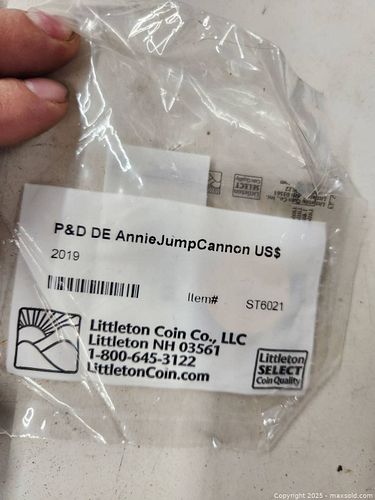 P&D DE AnnieJumpCannon US$
2019
Item# ST6021
Littleton Coin Co., LLC
Littleton NH 03561
1-800-645-3122
LittletonCoin.com
Littleton
SELECT
Coin Quality
SELECT
Copyright 2025 - maxsold.com